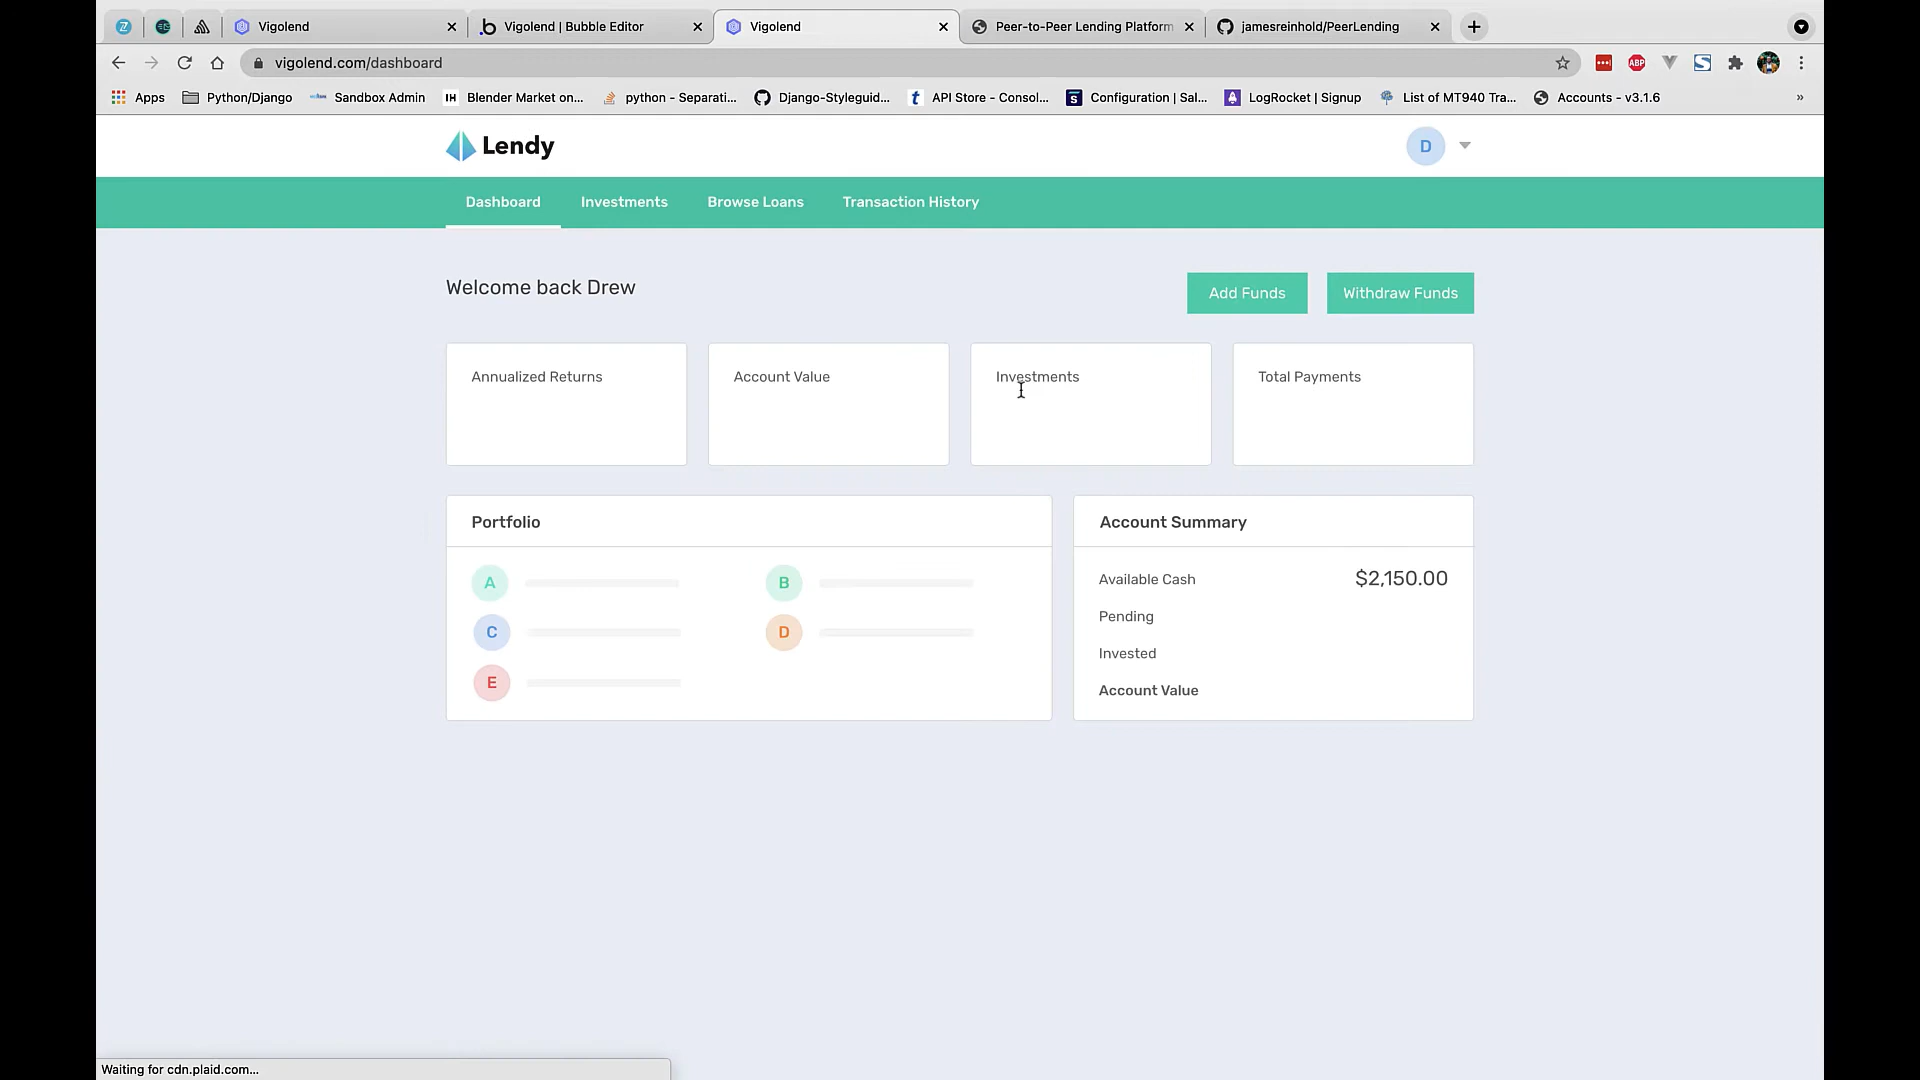 Vigolend
Vigolend | Bubble Editor
Vigolend
Peer-to-Peer Lending Platform
jamesreinhold/PeerLending
vigolend.com/dashboard
ABP
Apps
Python/Django
Sandbox Admin
IH Blender Market on...
python - Separati...
Django-Styleguid...
t API Store - Consol...
S Configuration | Sal...
LogRocket | Signup
List of MT940 Tra...
Accounts - v3.1.6
»
Lendy
D
Dashboard
Investments
Browse Loans
Transaction History
Welcome back Drew
Add Funds
Withdraw Funds
Annualized Returns
Account Value
Investments
Total Payments
Portfolio
A
B
C
D
E
Account Summary
Available Cash $2,150.00
Pending
Invested
Account Value
Waiting for cdn.plaid.com...